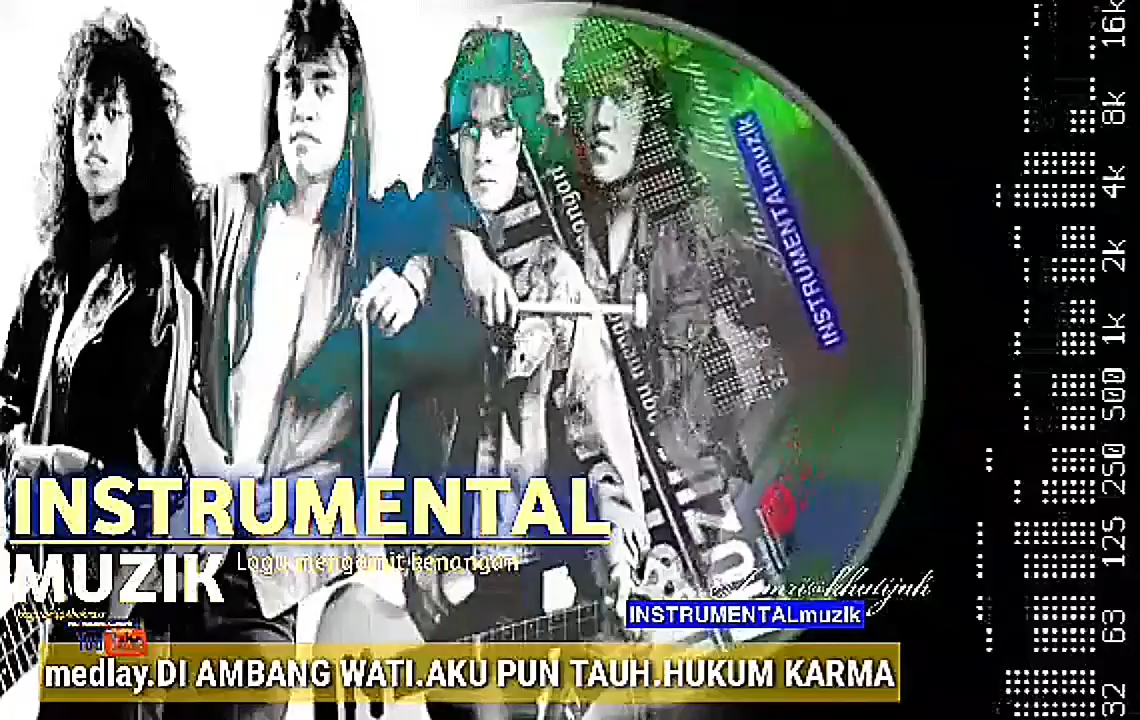 INSTRUMENTAL
MUZIK
Lagu mengamit kenangan
YouTube
medlay.DI AMBANG WATI.AKU PUN TAUH.HUKUM KARMA
INSTRUMENTALmuzik
INSTRUMENTALmuzik
16k
8k
4k
2k
1k
500
250
125
63
32